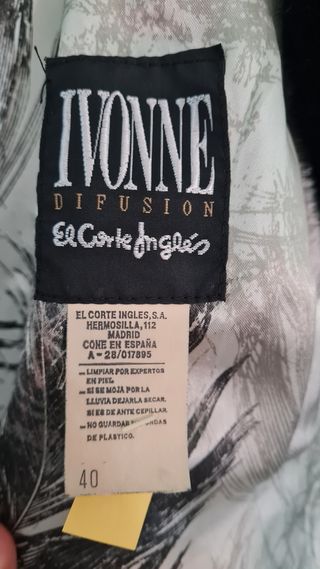 IVONNE
DIFUSION
El Corte Inglés
EL CORTE INGLES, S.A.
HERMOSILLA, 112
MADRID
CONE EN ESPAÑA
A-28/017895
— LIMPIAR POR EXPERTOS
EN PIEL.
— SI SE MOJA POR LA
LLUVIA DEJARLA SECAR.
SI ES DE ANTE CEPILLAR.
— NO GUARDAR FUNDAS
DE PLASTICO.
40